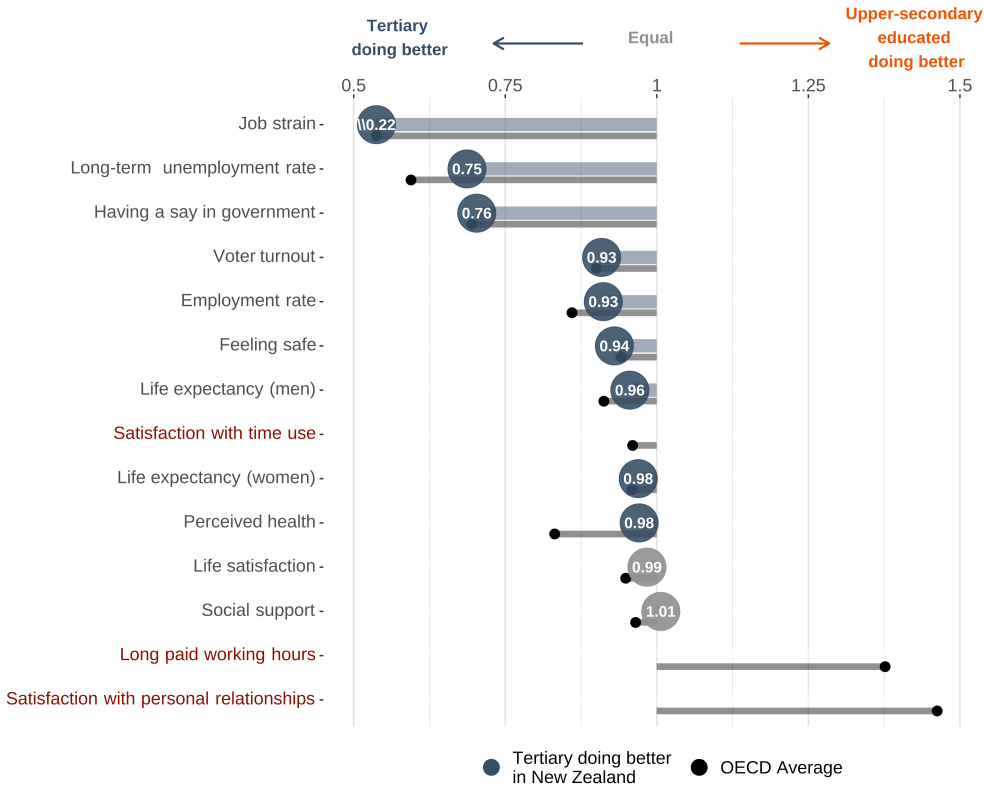 Tertiary
doing better
Equal
Upper-secondary
educated
doing better
0.5 0.75 1 1.25 1.5
Job strain \\0.22
Long-term unemployment rate 0.75
Having a say in government 0.76
Voter turnout 0.93
Employment rate 0.93
Feeling safe 0.94
Life expectancy (men) 0.96
Satisfaction with time use
Life expectancy (women) 0.98
Perceived health 0.98
Life satisfaction 0.99
Social support 1.01
Long paid working hours
Satisfaction with personal relationships
Tertiary doing better
in New Zealand
OECD Average